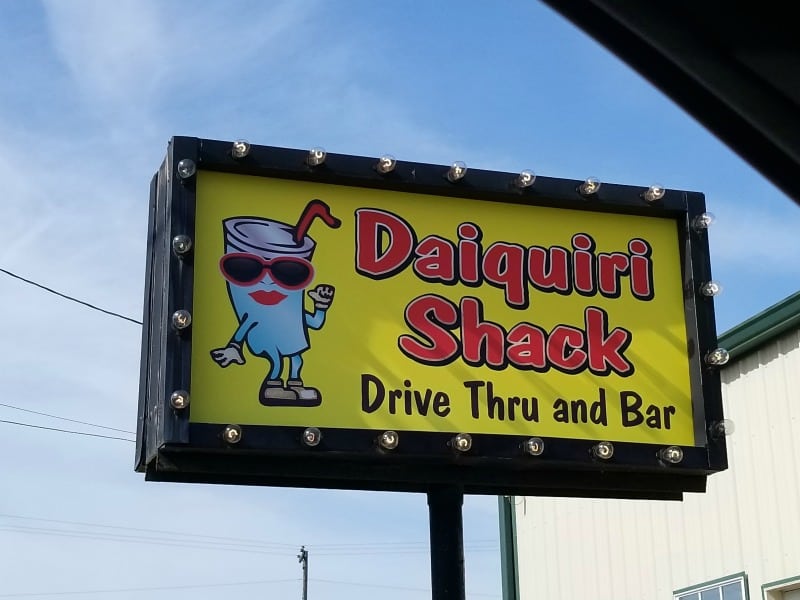 Daiquiri
Shack
Drive Thru and Bar